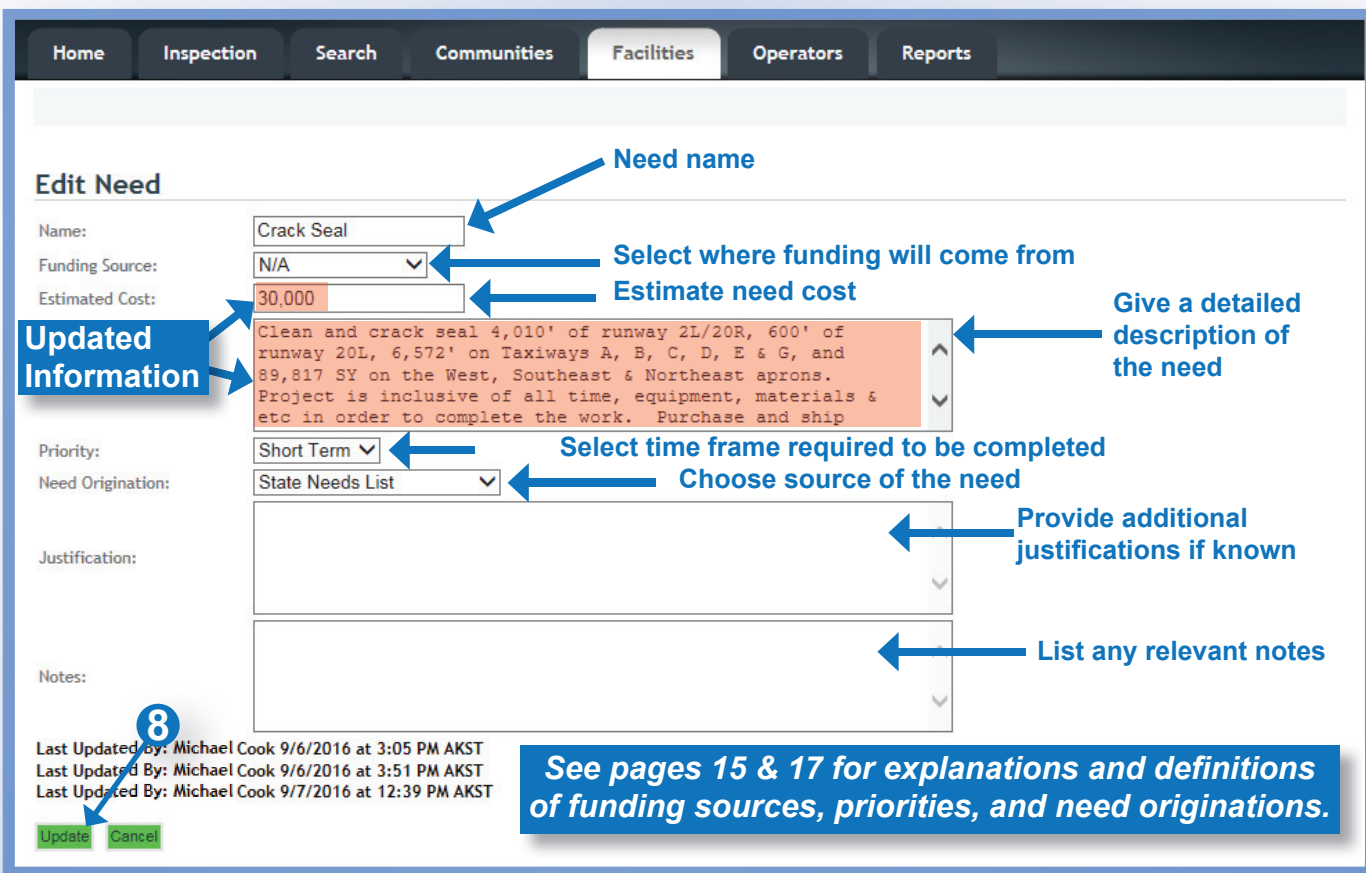 Home Inspection Search Communities Facilities Operators Reports
Need name
Edit Need
Name: Crack Seal
Funding Source: N/A Select where funding will come from
Estimated Cost: 30,000 Estimate need cost
Give a detailed
description of
the need
Updated
Information
Clean and crack seal 4,010' of runway 2L/20R, 600' of
runway 20L, 6,572' on Taxiways A, B, C, D, E & G, and
89,817 SY on the West, Southeast & Northeast aprons.
Project is inclusive of all time, equipment, materials &
etc in order to complete the work.  Purchase and ship
Priority: Short Term Select time frame required to be completed
Need Origination: State Needs List Choose source of the need
Provide additional
justifications if known
Justification:
List any relevant notes
Notes:
8
Last Updated By: Michael Cook 9/6/2016 at 3:05 PM AKST
Last Updated By: Michael Cook 9/6/2016 at 3:51 PM AKST
Last Updated By: Michael Cook 9/7/2016 at 12:39 PM AKST
See pages 15 & 17 for explanations and definitions
of funding sources, priorities, and need originations.
Update Cancel